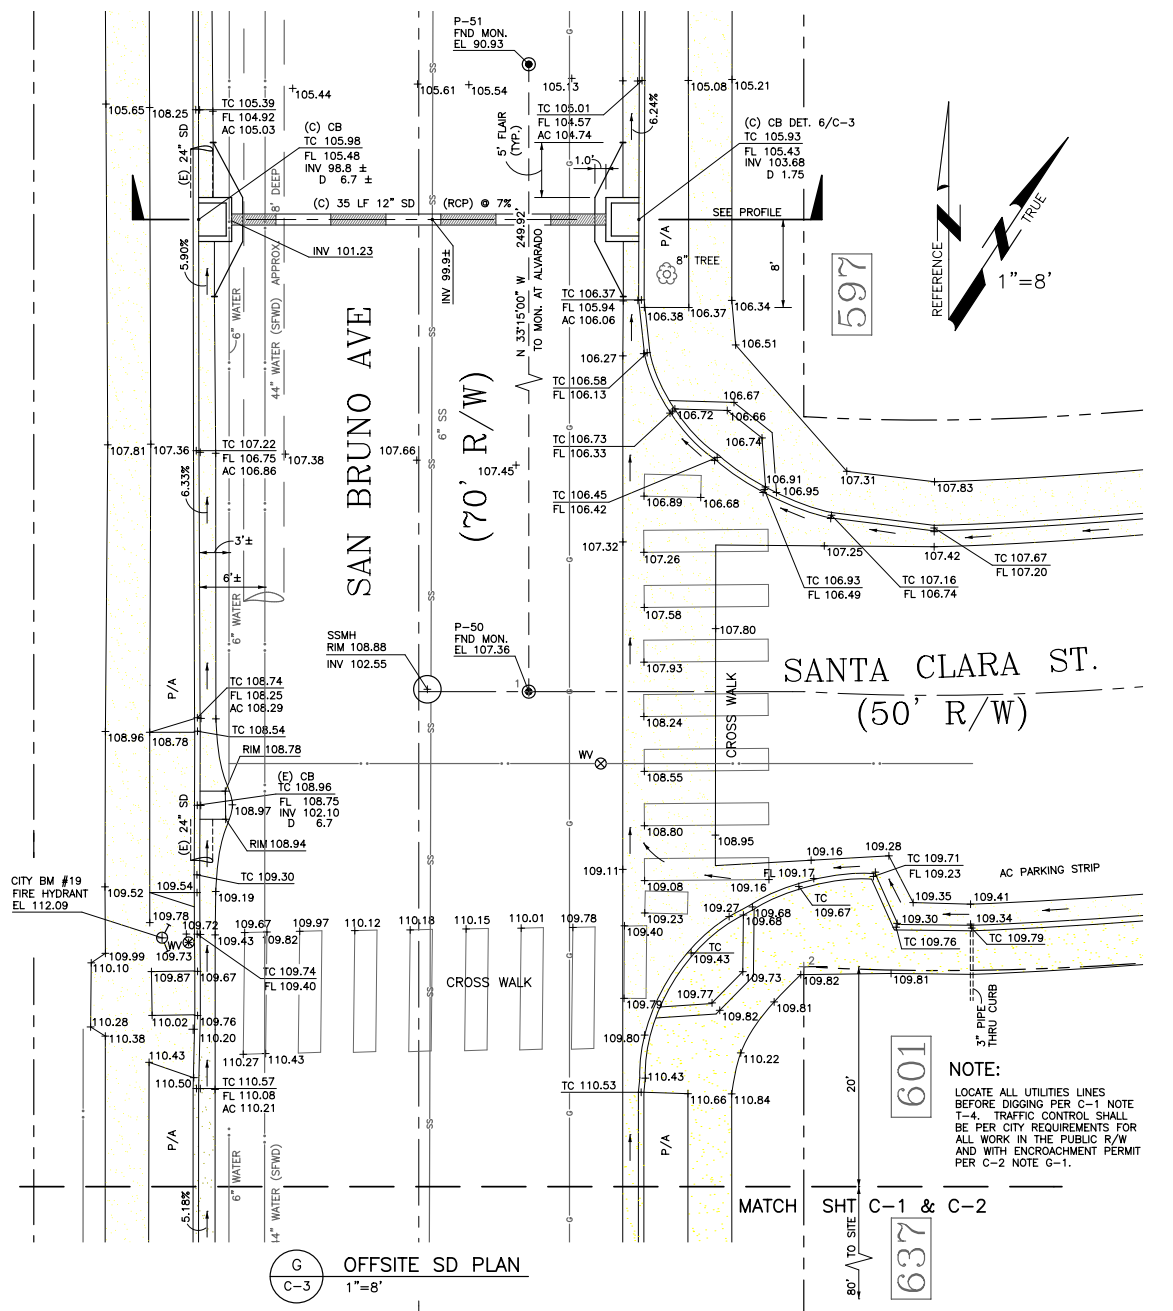 P-51
FND MON.
EL 90.93
105.65
108.25
TC 105.39
FL 104.92
AC 105.03
105.44
105.61
105.54
105.13
TC 105.01
FL 104.57
AC 104.74
6.24%
105.08
105.21
(C) CB DET. 6/C-3
TC 105.93
FL 105.43
INV 103.68
D 1.75
(C) CB
TC 105.98
FL 105.48
INV 98.8 ±
D 6.7 ±
(E) 24" SD
5' FLAIR
(TYP.)
1.0'
(C) 35 LF 12" SD (RCP) @ 7%
SEE PROFILE
P/A
8" TREE
8'
INV 101.23
INV 99.9±
N 33°15'00" W 249.92'
TO MON. AT ALVARADO
5.90%
6" WATER
44" WATER (SFWD) APPROX. 8' DEEP
REFERENCE
N
TRUE
1"=8'
597
TC 106.37
FL 105.94
AC 106.06
106.38
106.37
106.34
106.27
106.51
TC 106.58
FL 106.13
SAN BRUNO AVE
(70' R/W)
6" SS
SS
G
106.67
106.72
106.66
106.74
TC 106.73
FL 106.33
107.81
107.36
TC 107.22
FL 106.75
AC 106.86
107.38
107.66
107.45
6.33%
TC 106.45
FL 106.42
106.89
106.68
106.91
106.95
107.31
107.83
107.32
107.26
107.25
107.42
TC 107.67
FL 107.20
TC 106.93
FL 106.49
TC 107.16
FL 106.74
3'±
6'±
6" WATER
107.58
107.80
SSMH
RIM 108.88
INV 102.55
P-50
FND MON.
EL 107.36
1
107.93
SANTA CLARA ST.
(50' R/W)
CROSS WALK
P/A
TC 108.74
FL 108.25
AC 108.29
108.24
108.96
108.78
TC 108.54
RIM 108.78
WV
108.55
(E) CB
TC 108.96
FL 108.75
INV 102.10
D 6.7
108.97
(E) 24" SD
RIM 108.94
108.80
108.95
109.16
109.28
CITY BM #19
FIRE HYDRANT
EL 112.09
109.52
109.54
TC 109.30
109.19
109.11
109.08
109.16
FL 109.17
TC
109.67
TC 109.71
FL 109.23
AC PARKING STRIP
109.35
109.41
109.78
109.72
109.43
109.67
109.82
109.97
110.12
110.18
110.15
110.01
109.78
109.23
109.40
109.27
109.68
109.68
109.30
109.34
TC 109.76
TC 109.79
WV
109.73
109.99
110.10
109.87
109.67
TC 109.74
FL 109.40
CROSS WALK
TC
109.43
109.73
2
109.82
109.81
110.28
110.02
109.76
110.38
110.20
109.79
109.77
109.82
109.81
109.80
3" PIPE
THRU CURB
110.43
110.27
110.43
110.22
110.50
TC 110.57
FL 110.08
AC 110.21
TC 110.53
110.43
110.66
110.84
20'
601
NOTE:
LOCATE ALL UTILITIES LINES
BEFORE DIGGING PER C-1 NOTE
T-4. TRAFFIC CONTROL SHALL
BE PER CITY REQUIREMENTS FOR
ALL WORK IN THE PUBLIC R/W
AND WITH ENCROACHMENT PERMIT
PER C-2 NOTE G-1.
P/A
P/A
5.18%
6" WATER
44" WATER (SFWD)
MATCH SHT C-1 & C-2
80' TO SITE
637
G
C-3
OFFSITE SD PLAN
1"=8'